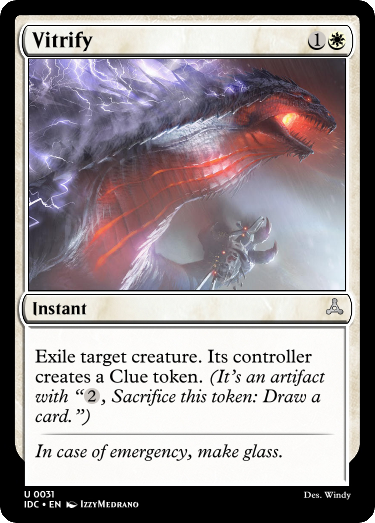 Vitrify 1
Instant
Exile target creature. Its controller
creates a Clue token. (It's an artifact
with “2, Sacrifice this token: Draw a
card.”)
In case of emergency, make glass.
U 0031
IDC • EN IzzyMedrano
Des. Windy